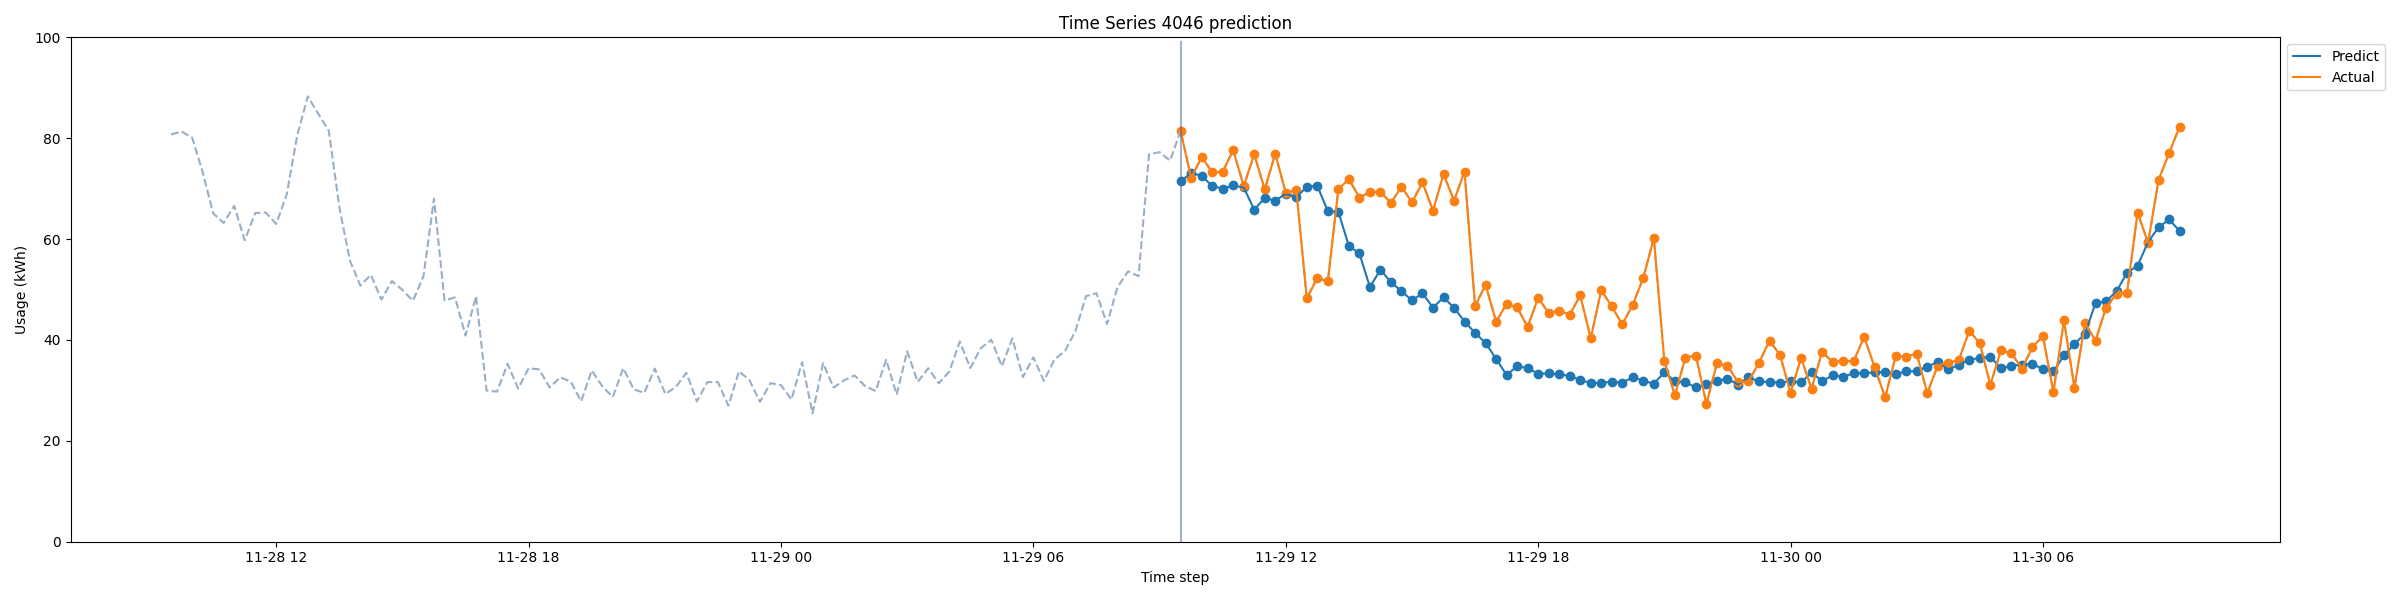 Time Series 4046 prediction
100
80
60
40
20
0
Usage (kWh)
11-28 12
11-28 18
11-29 00
11-29 06
11-29 12
11-29 18
11-30 00
11-30 06
Time step
Predict
Actual